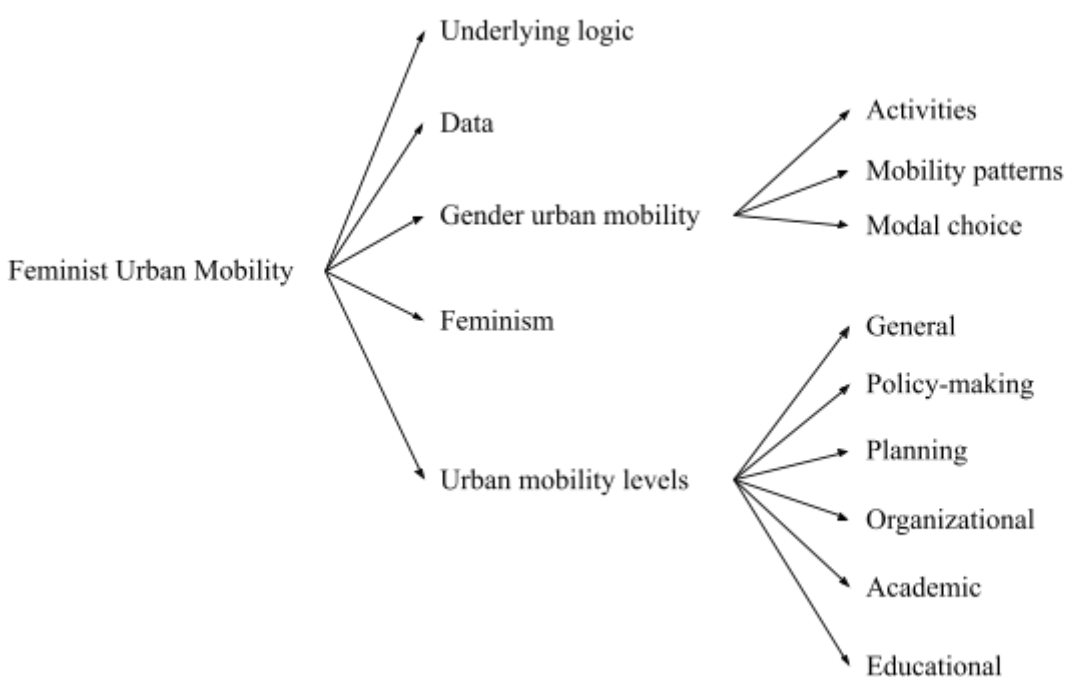 Underlying logic
Data
Activities
Mobility patterns
Gender urban mobility
Modal choice
Feminist Urban Mobility
Feminism
General
Policy-making
Planning
Urban mobility levels
Organizational
Academic
Educational